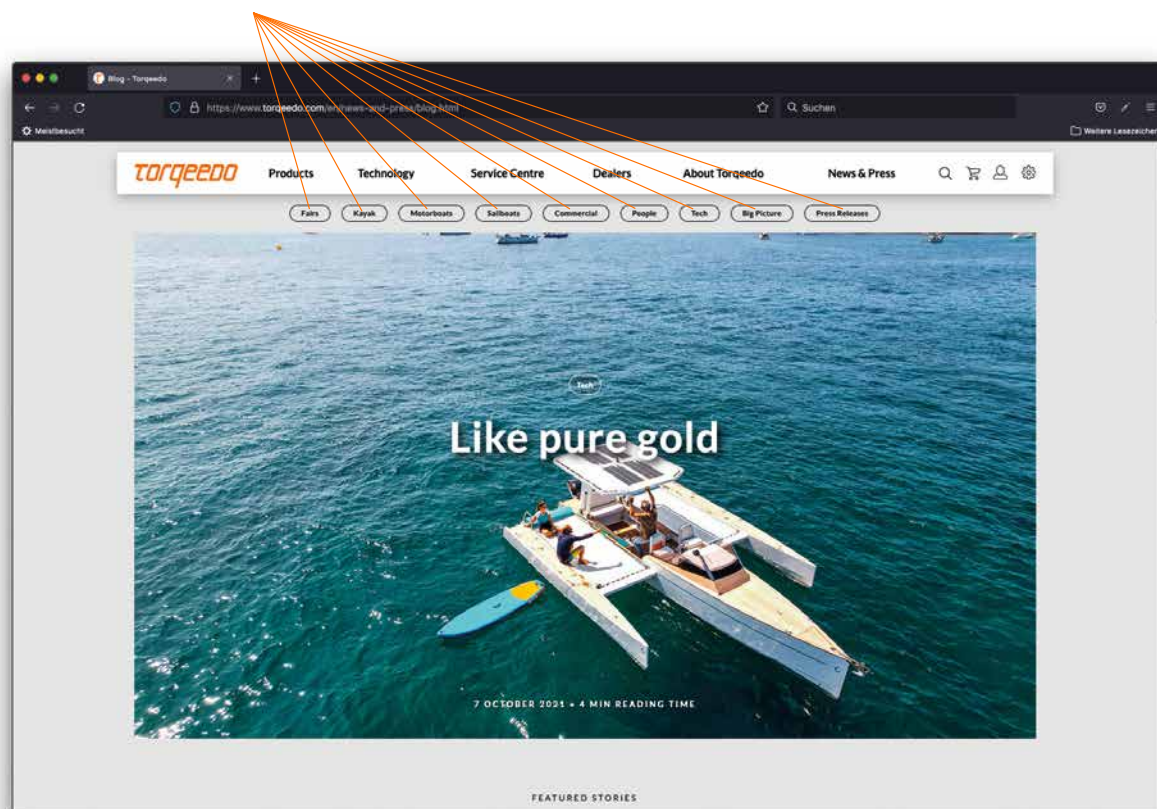 Blog - Torqeedo
https://www.torqeedo.com/en/news-and-press/blog.html
Suchen
Meistbesucht
Weitere Lesezeichen
TORQEEDO
Products Technology Service Centre Dealers About Torqeedo News & Press
Fairs Kayak Motorboats Sailboats Commercial People Tech Big Picture Press Releases
Tech
Like pure gold
7 OCTOBER 2021 • 4 MIN READING TIME
FEATURED STORIES